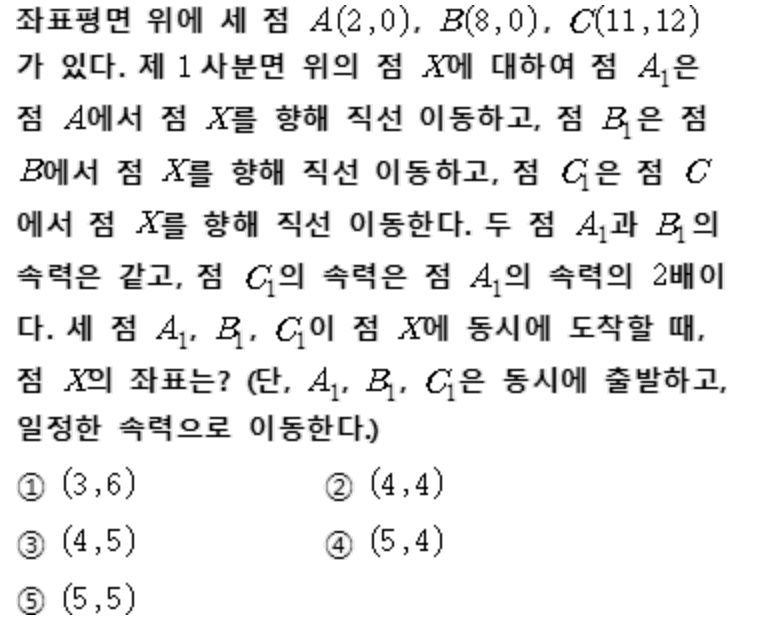 좌표평면 위에 세 점 A(2,0), B(8,0), C(11,12)
가 있다. 제 1 사분면 위의 점 X에 대하여 점 A₁은
점 A에서 점 X를 향해 직선 이동하고, 점 B₁은 점
B에서 점 X를 향해 직선 이동하고, 점 C₁은 점 C
에서 점 X를 향해 직선 이동한다. 두 점 A₁과 B₁의
속력은 같고, 점 C₁의 속력은 점 A₁의 속력의 2배이
다. 세 점 A₁, B₁, C₁이 점 X에 동시에 도착할 때,
점 X의 좌표는? (단, A₁, B₁, C₁은 동시에 출발하고,
일정한 속력으로 이동한다.)
① (3,6) ② (4,4)
③ (4,5) ④ (5,4)
⑤ (5,5)